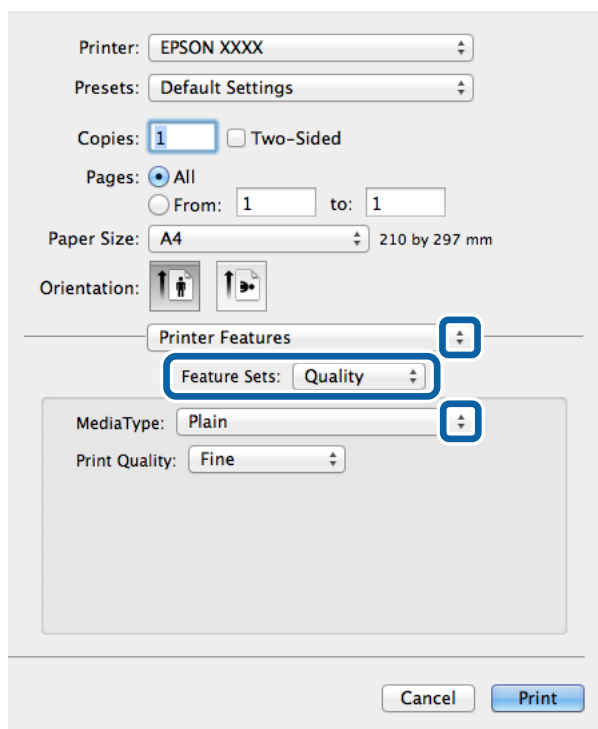 Printer: EPSON XXXX
Presets: Default Settings
Copies: 1 Two-Sided
Pages: All
From: 1 to: 1
Paper Size: A4 210 by 297 mm
Orientation:
Printer Features
Feature Sets: Quality
MediaType: Plain
Print Quality: Fine
Cancel Print